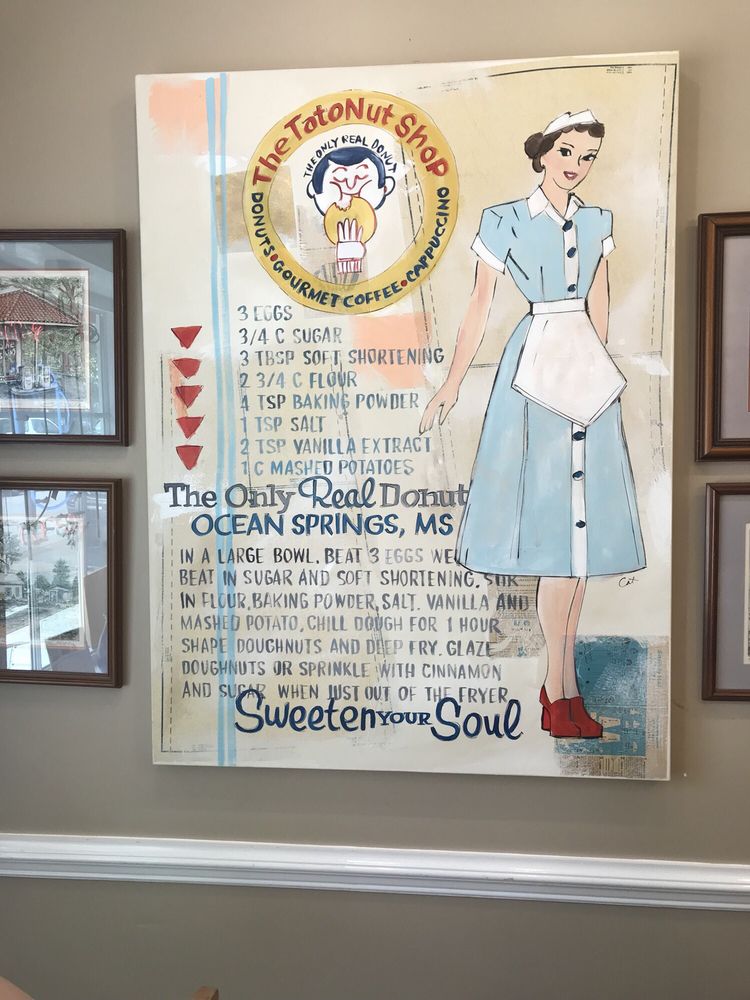 The TatoNut Shop
THE ONLY REAL DONUT
DONUTS • GOURMET COFFEE • CAPPUCCINO
3 EGGS
3/4 C SUGAR
3 TBSP SOFT SHORTENING
2 3/4 C FLOUR
4 TSP BAKING POWDER
1 TSP SALT
2 TSP VANILLA EXTRACT
1 C MASHED POTATOES
The Only Real Donut
OCEAN SPRINGS, MS
IN A LARGE BOWL, BEAT 3 EGGS WELL
BEAT IN SUGAR AND SOFT SHORTENING. STIR
IN FLOUR, BAKING POWDER, SALT, VANILLA AND
MASHED POTATO, CHILL DOUGH FOR 1 HOUR
SHAPE DOUGHNUTS AND DEEP FRY. GLAZE
DOUGHNUTS OR SPRINKLE WITH CINNAMON
AND SUGAR WHEN JUST OUT OF THE FRYER
Sweeten YOUR Soul
Cat